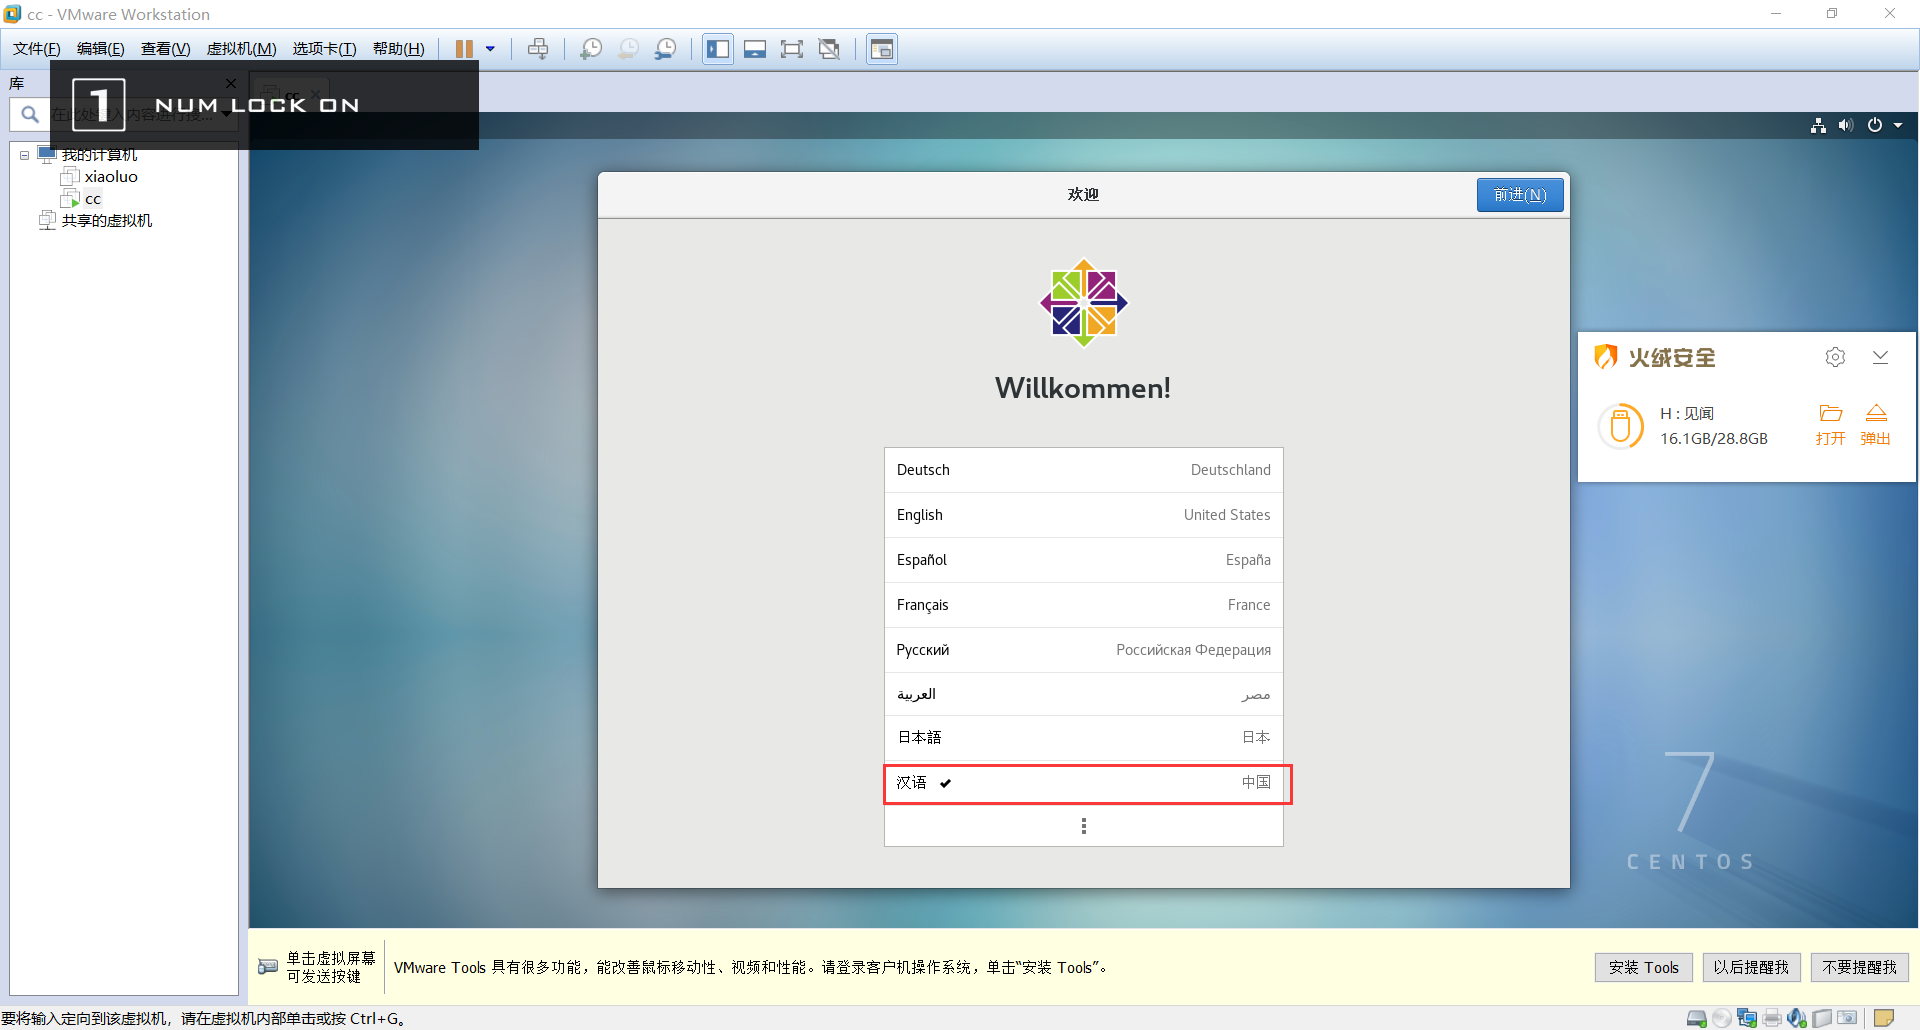 cc - VMware Workstation
文件(F) 编辑(E) 查看(V) 虚拟机(M) 选项卡(T) 帮助(H)
库
1 NUM LOCK ON
cc
在此处键入内容进行搜...
我的计算机
xiaoluo
cc
共享的虚拟机
欢迎
前进(N)
Willkommen!
Deutsch Deutschland
English United States
Español España
Français France
Русский Российская Федерация
العربية مصر
日本語 日本
汉语 中国
火绒安全
H : 见闻
16.1GB/28.8GB
打开 弹出
7
CENTOS
单击虚拟屏幕
可发送按键
VMware Tools 具有很多功能，能改善鼠标移动性、视频和性能。请登录客户机操作系统，单击“安装 Tools”。
安装 Tools 以后提醒我 不要提醒我
要将输入定向到该虚拟机，请在虚拟机内部单击或按 Ctrl+G。